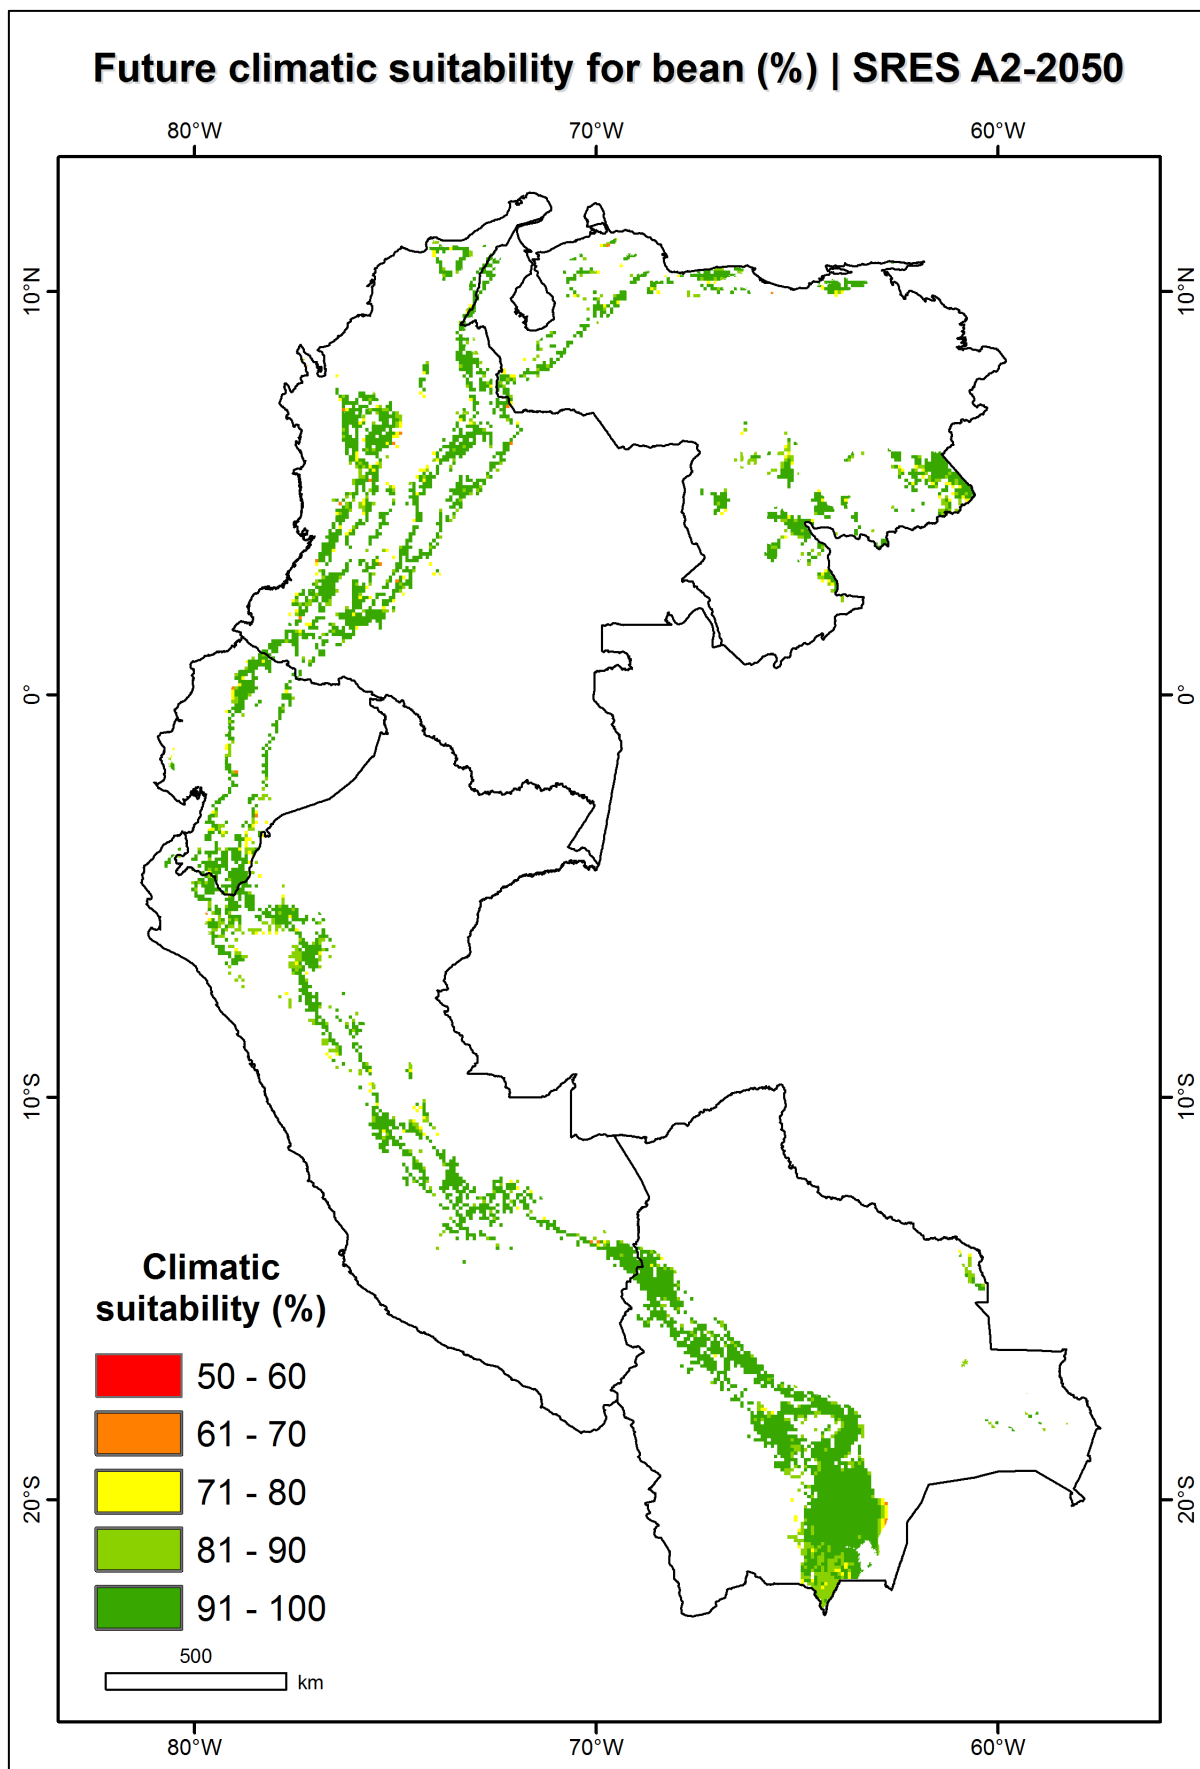 Future climatic suitability for bean (%) | SRES A2-2050
80°W 70°W 60°W
10°N 10°N
0° 0°
10°S 10°S
Climatic
suitability (%)
50 - 60
61 - 70
71 - 80
20°S 20°S
81 - 90
91 - 100
500
km
80°W 70°W 60°W